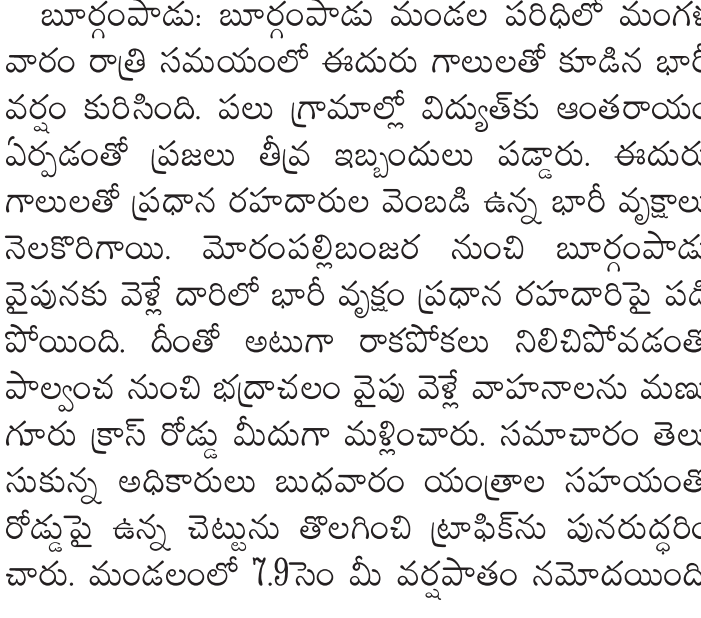 బూర్గంపాడు: బూర్గంపాడు మండల పరిధిలో మంగళ
వారం రాత్రి సమయంలో ఈదురు గాలులతో కూడిన భారీ
వర్షం కురిసింది. పలు గ్రామాల్లో విద్యుత్‌కు ఆంతరాయం
ఏర్పడంతో ప్రజలు తీవ్ర ఇబ్బందులు పడ్డారు. ఈదురు
గాలులతో ప్రధాన రహదారుల వెంబడి ఉన్న భారీ వృక్షాలు
నెలకొరిగాయి. మోరంపల్లిబంజర నుంచి బూర్గంపాడు
వైపునకు వెళ్లే దారిలో భారీ వృక్షం ప్రధాన రహదారిపై పడి
పోయింది. దీంతో అటుగా రాకపోకలు నిలిచిపోవడంతో
పాల్వంచ నుంచి భద్రాచలం వైపు వెళ్లే వాహనాలను మణు
గూరు క్రాస్ రోడ్డు మీదుగా మళ్లించారు. సమాచారం తెలు
సుకున్న అధికారులు బుధవారం యంత్రాల సహయంతో
రోడ్డుపై ఉన్న చెట్టును తొలగించి ట్రాఫిక్‌ను పునరుద్ధరిం
చారు. మండలంలో 7.9సెం మీ వర్షపాతం నమోదయింది